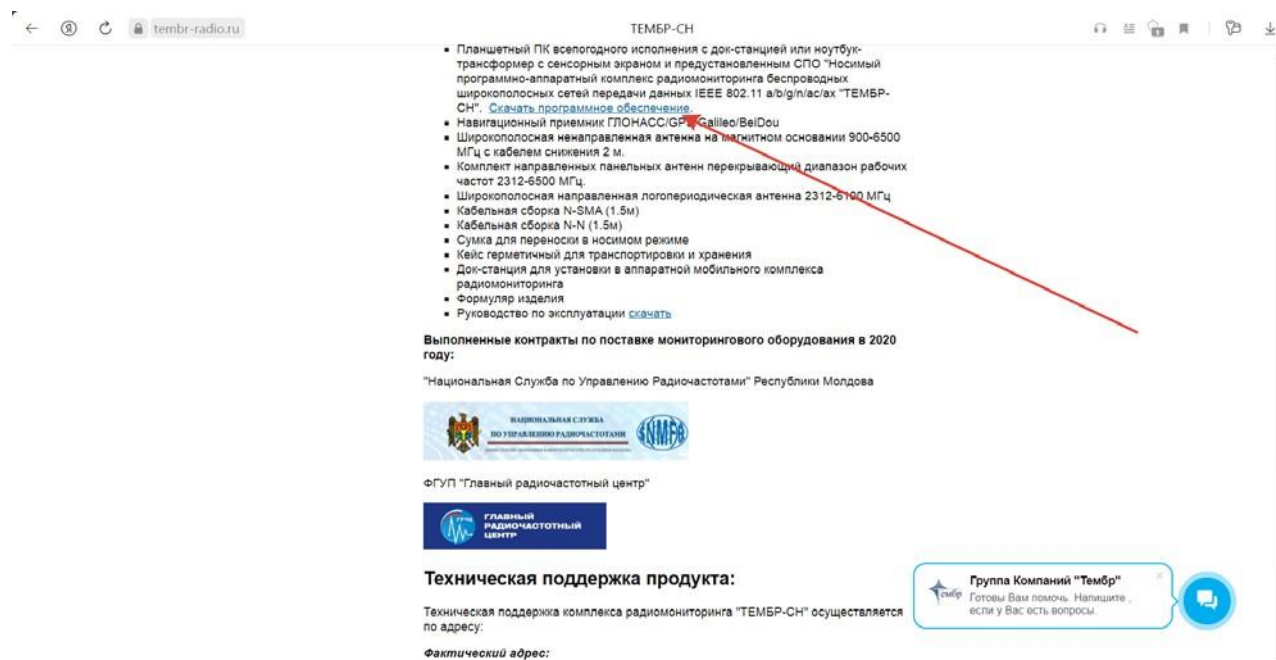 tembr-radio.ru
ТЕМБР-СН
Планшетный ПК всепогодного исполнения с док-станцией или ноутбук-
трансформер с сенсорным экраном и предустановленным СПО "Носимый
программно-аппаратный комплекс радиомониторинга беспроводных
широкополосных сетей передачи данных IEEE 802.11 a/b/g/n/ac/ax "ТЕМБР-
СН". Скачать программное обеспечение.
Навигационный приемник ГЛОНАСС/GPS/Galileo/BeiDou
Широкополосная ненаправленная антенна на магнитном основании 900-6500
МГц с кабелем снижения 2 м.
Комплект направленных панельных антенн перекрывающий диапазон рабочих
частот 2312-6500 МГц.
Широкополосная направленная логопериодическая антенна 2312-6100 МГц
Кабельная сборка N-SMA (1.5м)
Кабельная сборка N-N (1.5м)
Сумка для переноски в носимом режиме
Кейс герметичный для транспортировки и хранения
Док-станция для установки в аппаратной мобильного комплекса
радиомониторинга
Формуляр изделия
Руководство по эксплуатации скачать
Выполненные контракты по поставке мониторингового оборудования в 2020
году:
"Национальная Служба по Управлению Радиочастотами" Республики Молдова
НАЦИОНАЛЬНАЯ СЛУЖБА
ПО УПРАВЛЕНИЮ РАДИОЧАСТОТАМИ
ФГУП "Главный радиочастотный центр"
ГРЧЦ
ГЛАВНЫЙ
РАДИОЧАСТОТНЫЙ
ЦЕНТР
Техническая поддержка продукта:
Техническая поддержка комплекса радиомониторинга "ТЕМБР-СН" осуществляется
по адресу:
Фактический адрес:
Тембр
Группа Компаний "Тембр"
Готовы Вам помочь. Напишите ,
если у Вас есть вопросы.